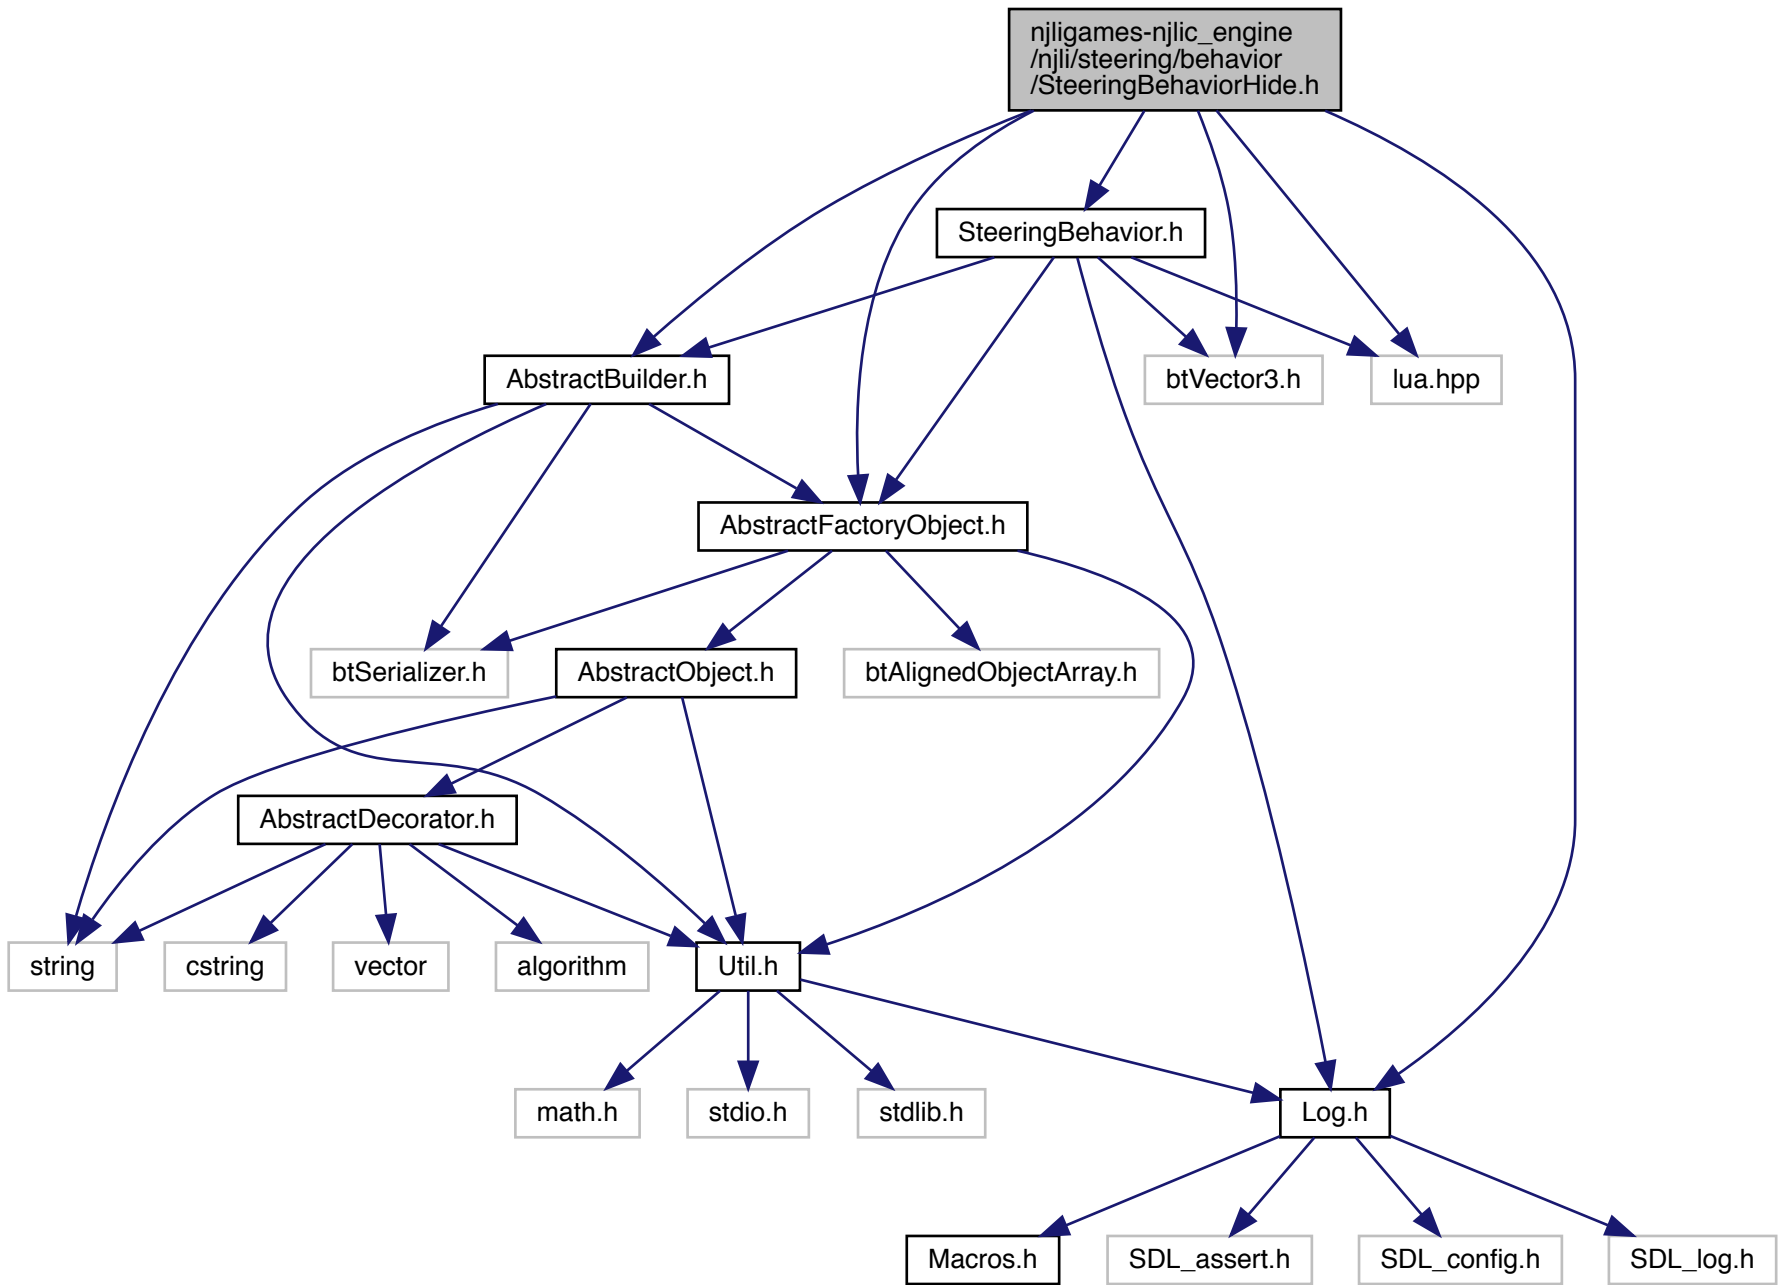 njligames-njlic_engine
/njli/steering/behavior
/SteeringBehaviorHide.h
SteeringBehavior.h
AbstractBuilder.h
btVector3.h
lua.hpp
AbstractFactoryObject.h
btSerializer.h
AbstractObject.h
btAlignedObjectArray.h
AbstractDecorator.h
string
cstring
vector
algorithm
Util.h
math.h
stdio.h
stdlib.h
Log.h
Macros.h
SDL_assert.h
SDL_config.h
SDL_log.h